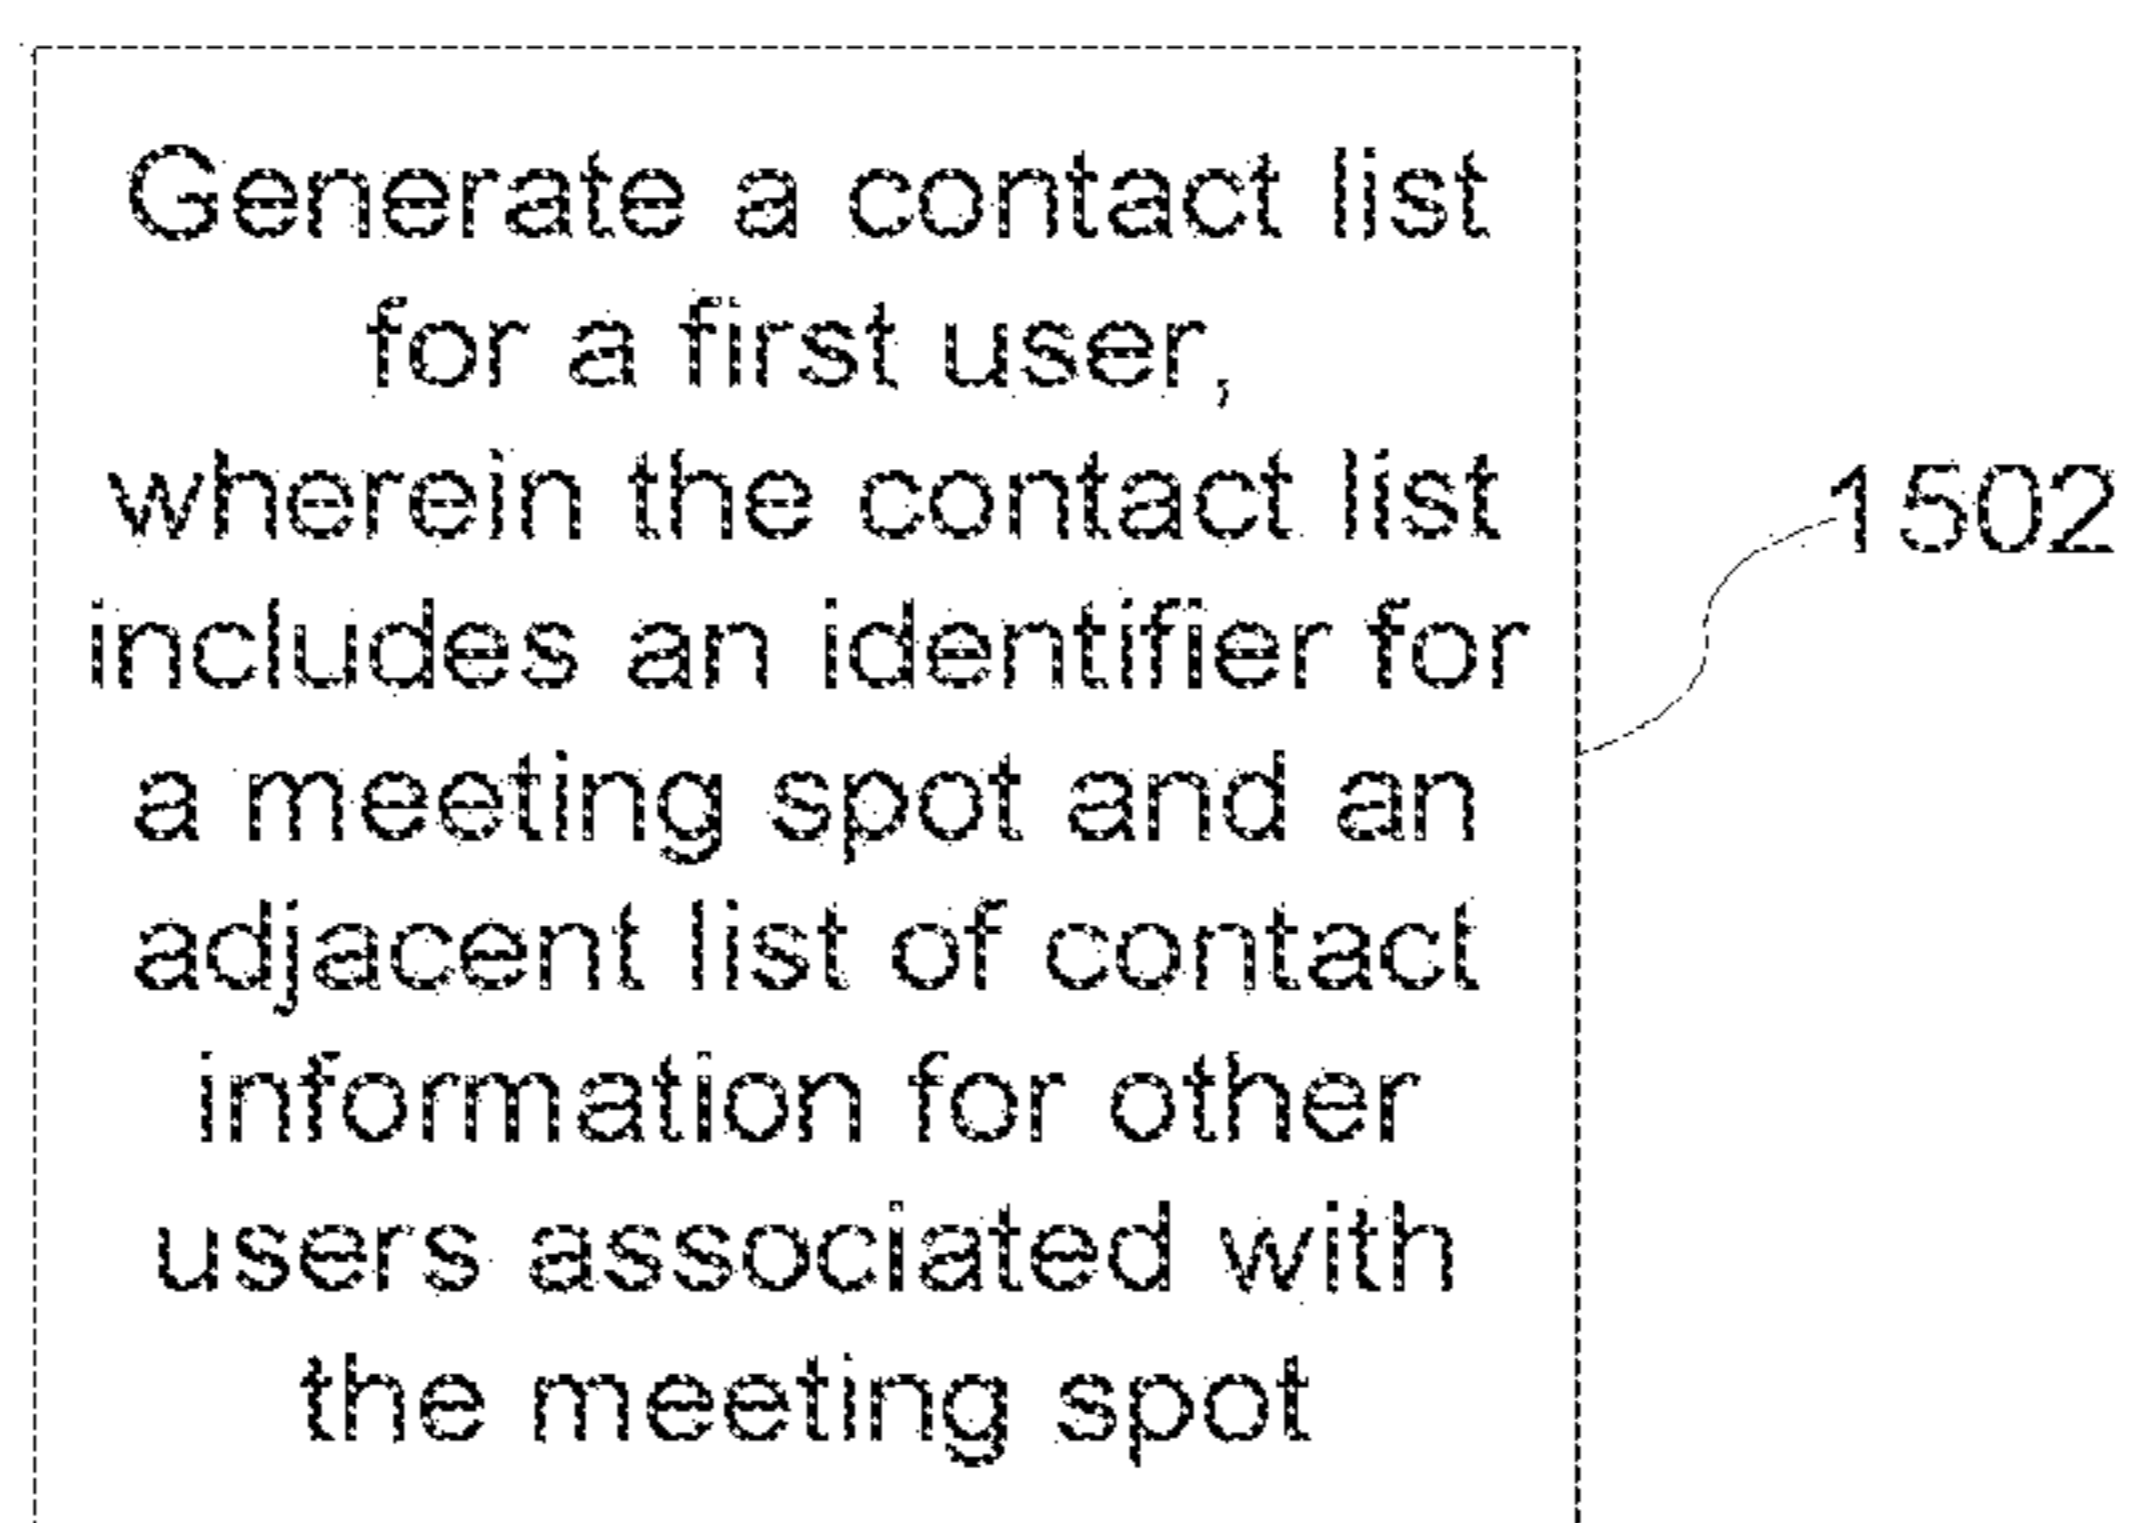 Generate a contact list
for a first user,
wherein the contact list
includes an identifier for
a meeting spot and an
adjacent list of contact
information for other
users associated with
the meeting spot
1502